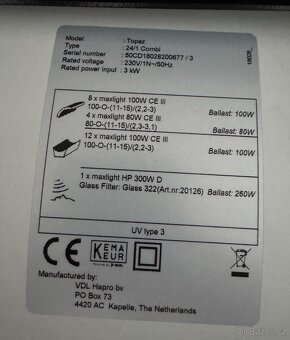 Model : Topaz
Type : 24/1 Combi
Serial number : 50CD18028200677 / 3
Rated voltage : 230V/1N~/60Hz
Rated power input : 3 kW
8 x maxlight 100W CE III
100-O-(11-15)/(2,2-3) Ballast: 100W
4 x maxlight 80W CE III
80-O-(11-15)/(2,3-3,1) Ballast: 80W
12 x maxlight 100W CE III
100-O-(11-15)/(2,2-3) Ballast: 100W
1 x maxlight HP 300W D
Glass Filter: Glass 322(Art.nr:20126) Ballast: 260W
UV type 3
CE
KEMA
KEUR
Manufactured by:
VDL Hapro bv
PO Box 73
4420 AC Kapelle, The Netherlands